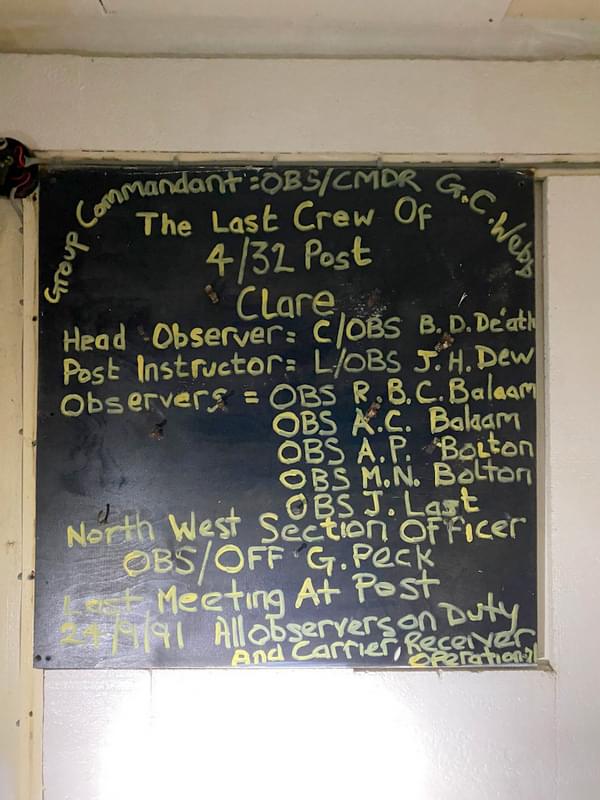 Group Commandant = OBS/CMDR G.C. Webb
The Last Crew Of
4/32 Post
Clare
Head Observer = C/OBS B.D. De'ath
Post Instructor = L/OBS J.H. Dew
Observers = OBS R.B.C. Balaam
OBS K.C. Balaam
OBS A.P. Bolton
OBS M.N. Bolton
OBS J. Last
North West Section Officer
OBS/OFF G. Peck
Last Meeting At Post
24/9/91 All Observers on Duty
And Carrier Receiver
Operational